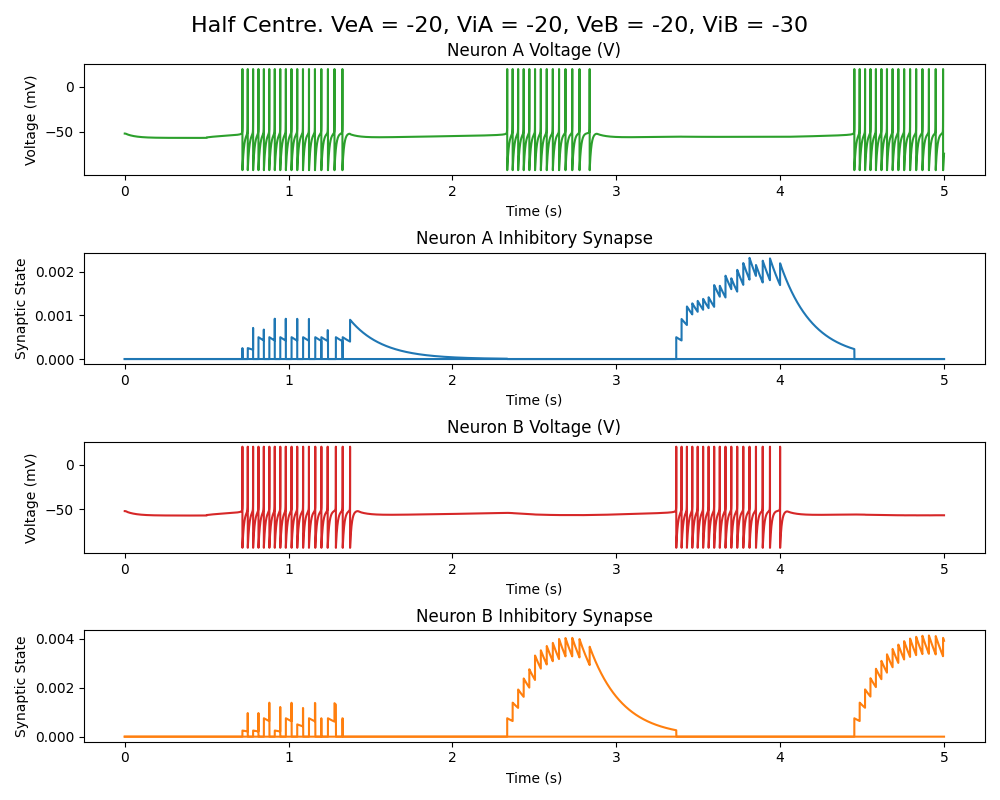 Half Centre. VeA = -20, ViA = -20, VeB = -20, ViB = -30
Neuron A Voltage (V)
Voltage (mV)
0
−50
0 1 2 3 4 5
Time (s)
Neuron A Inhibitory Synapse
Synaptic State
0.002
0.001
0.000
0 1 2 3 4 5
Time (s)
Neuron B Voltage (V)
Voltage (mV)
0
−50
0 1 2 3 4 5
Time (s)
Neuron B Inhibitory Synapse
Synaptic State
0.004
0.002
0.000
0 1 2 3 4 5
Time (s)